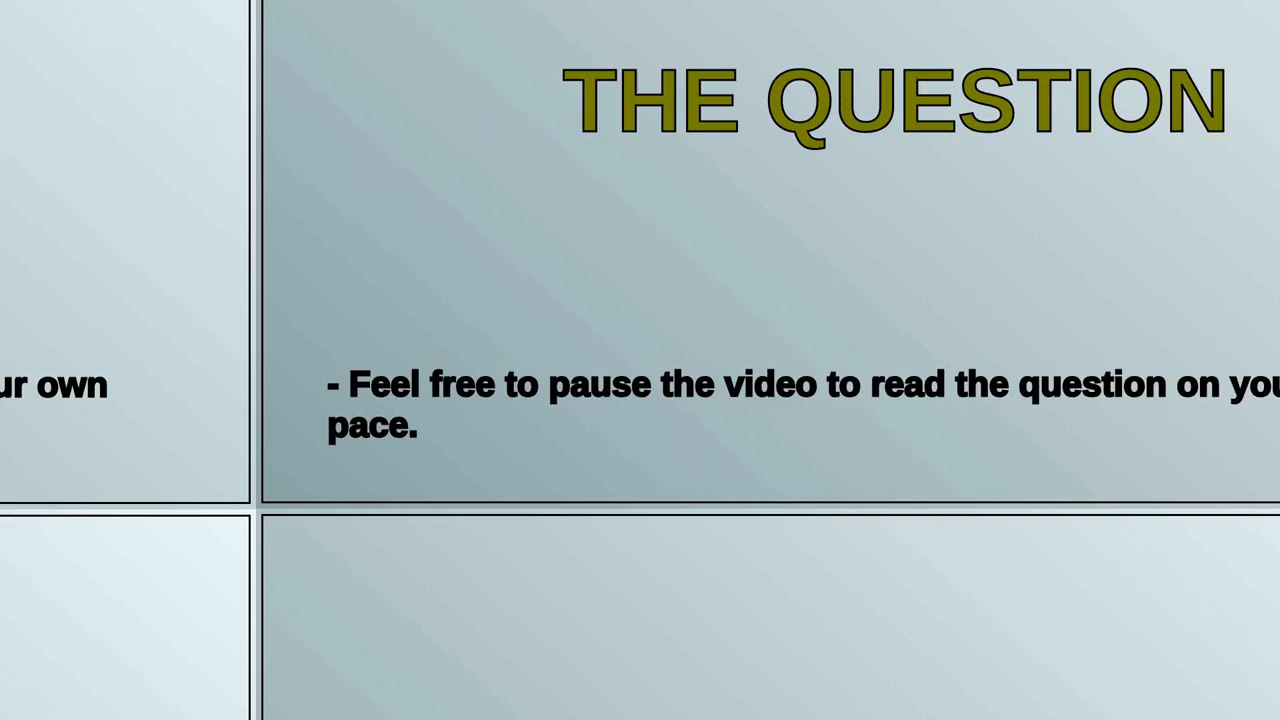 THE QUESTION
ur own
- Feel free to pause the video to read the question on you
pace.